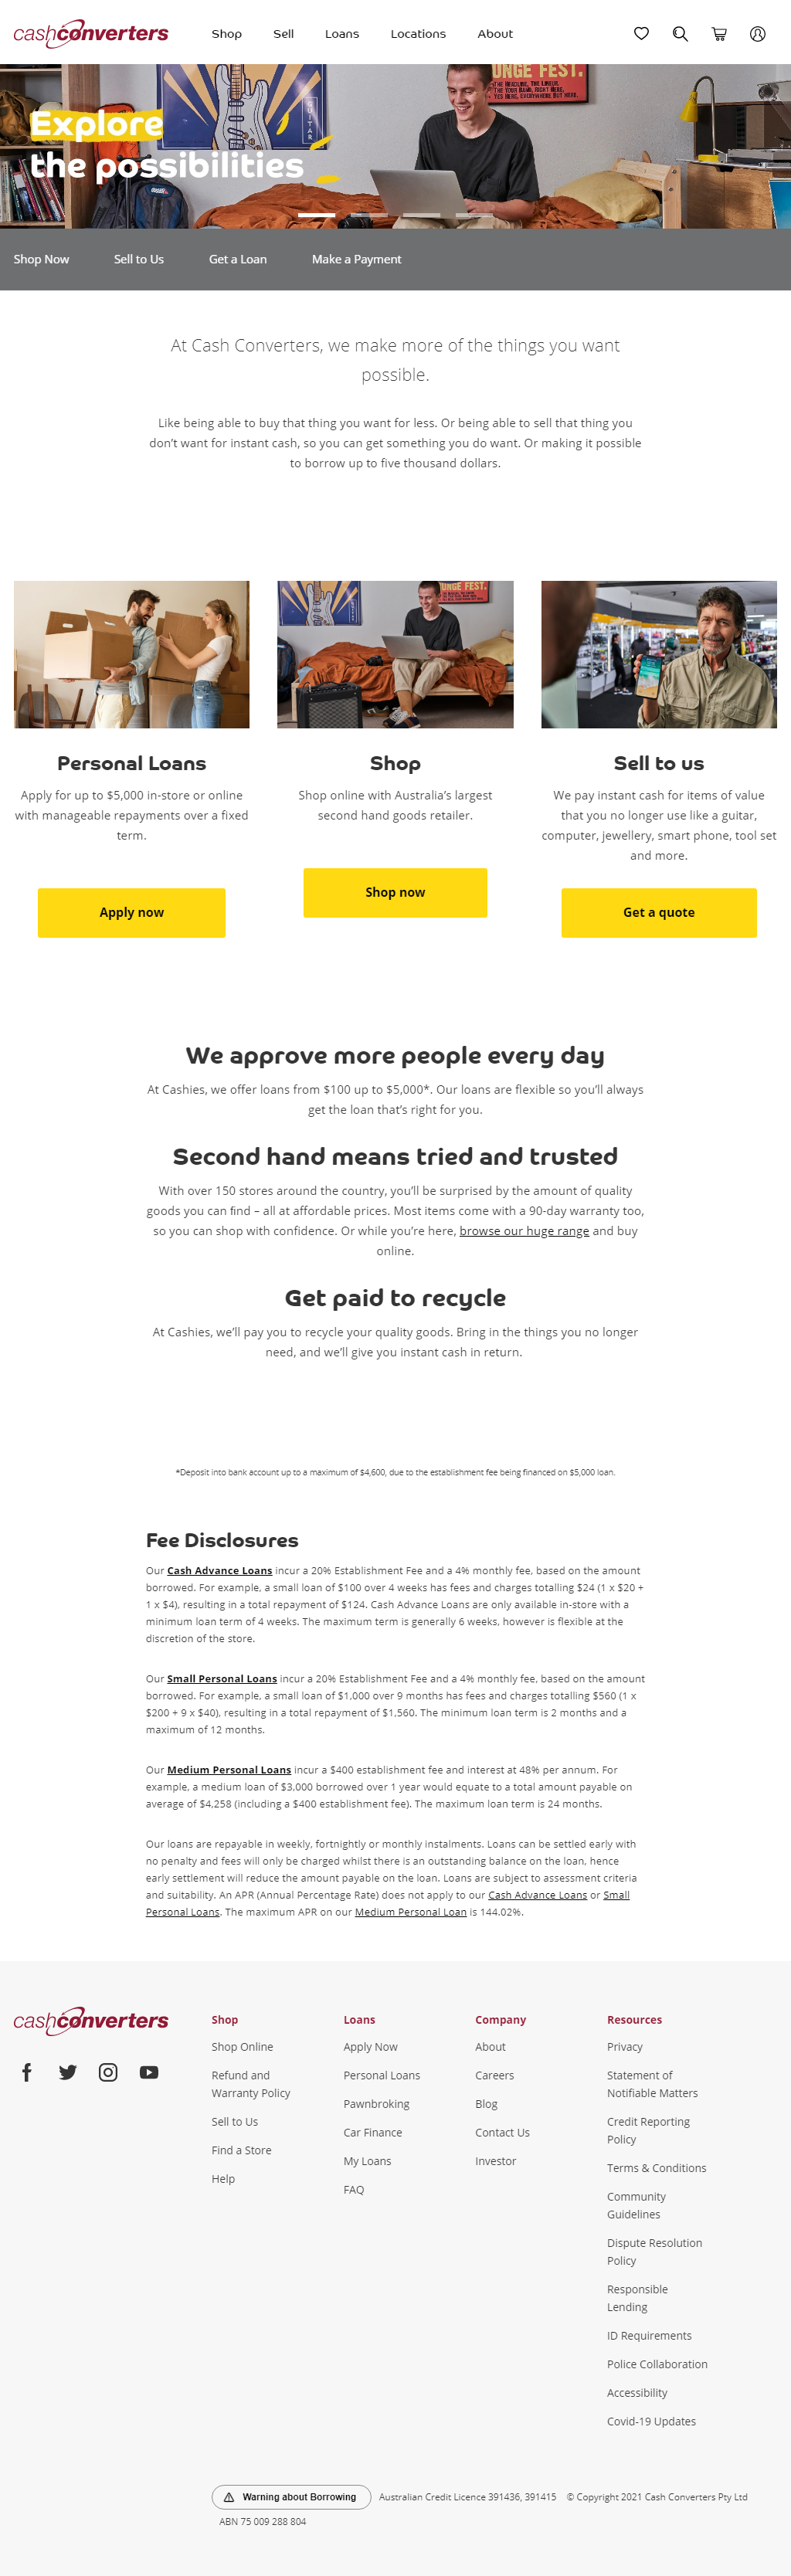 cashconverters
Shop Sell Loans Locations About
GUITAR
LOUNGE FEST.
Explore
the possibilities
Shop Now Sell to Us Get a Loan Make a Payment
At Cash Converters, we make more of the things you want
possible.
Like being able to buy that thing you want for less. Or being able to sell that thing you
don’t want for instant cash, so you can get something you do want. Or making it possible
to borrow up to five thousand dollars.
UNGE FEST.
Personal Loans
Apply for up to $5,000 in-store or online
with manageable repayments over a fixed
term.
Apply now
Shop
Shop online with Australia’s largest
second hand goods retailer.
Shop now
Sell to us
We pay instant cash for items of value
that you no longer use like a guitar,
computer, jewellery, smart phone, tool set
and more.
Get a quote
We approve more people every day
At Cashies, we offer loans from $100 up to $5,000*. Our loans are flexible so you’ll always
get the loan that’s right for you.
Second hand means tried and trusted
With over 150 stores around the country, you’ll be surprised by the amount of quality
goods you can find – all at affordable prices. Most items come with a 90-day warranty too,
so you can shop with confidence. Or while you’re here, browse our huge range and buy
online.
Get paid to recycle
At Cashies, we’ll pay you to recycle your quality goods. Bring in the things you no longer
need, and we’ll give you instant cash in return.
*Deposit into bank account up to a maximum of $4,600, due to the establishment fee being financed on $5,000 loan.
Fee Disclosures
Our Cash Advance Loans incur a 20% Establishment Fee and a 4% monthly fee, based on the amount
borrowed. For example, a small loan of $100 over 4 weeks has fees and charges totalling $24 (1 x $20 +
1 x $4), resulting in a total repayment of $124. Cash Advance Loans are only available in-store with a
minimum loan term of 4 weeks. The maximum term is generally 6 weeks, however is flexible at the
discretion of the store.
Our Small Personal Loans incur a 20% Establishment Fee and a 4% monthly fee, based on the amount
borrowed. For example, a small loan of $1,000 over 9 months has fees and charges totalling $560 (1 x
$200 + 9 x $40), resulting in a total repayment of $1,560. The minimum loan term is 2 months and a
maximum of 12 months.
Our Medium Personal Loans incur a $400 establishment fee and interest at 48% per annum. For
example, a medium loan of $3,000 borrowed over 1 year would equate to a total amount payable on
average of $4,258 (including a $400 establishment fee). The maximum loan term is 24 months.
Our loans are repayable in weekly, fortnightly or monthly instalments. Loans can be settled early with
no penalty and fees will only be charged whilst there is an outstanding balance on the loan, hence
early settlement will reduce the amount payable on the loan. Loans are subject to assessment criteria
and suitability. An APR (Annual Percentage Rate) does not apply to our Cash Advance Loans or Small
Personal Loans. The maximum APR on our Medium Personal Loan is 144.02%.
cashconverters
Shop
Shop Online
Refund and
Warranty Policy
Sell to Us
Find a Store
Help
Loans
Apply Now
Personal Loans
Pawnbroking
Car Finance
My Loans
FAQ
Company
About
Careers
Blog
Contact Us
Investor
Resources
Privacy
Statement of
Notifiable Matters
Credit Reporting
Policy
Terms & Conditions
Community
Guidelines
Dispute Resolution
Policy
Responsible
Lending
ID Requirements
Police Collaboration
Accessibility
Covid-19 Updates
Warning about Borrowing Australian Credit Licence 391436, 391415 © Copyright 2021 Cash Converters Pty Ltd
ABN 75 009 288 804